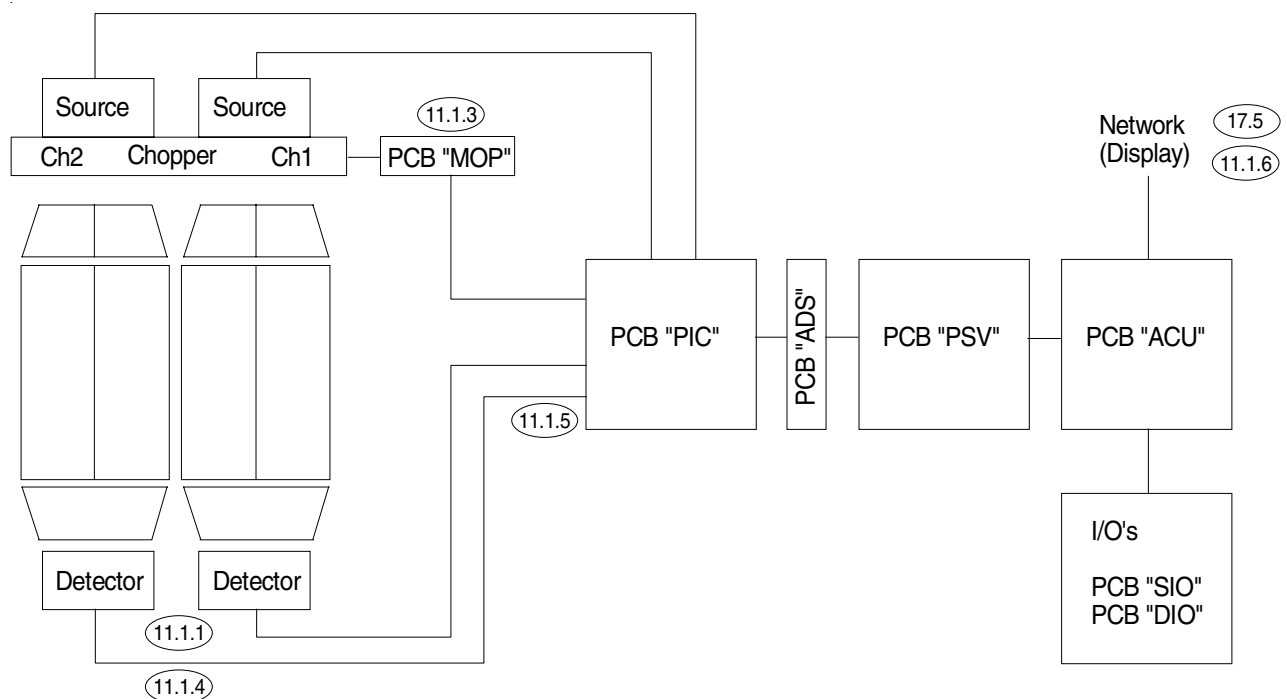 Source
Source
11.1.3
Ch2 Chopper Ch1
PCB "MOP"
Network
(Display)
17.5
11.1.6
PCB "PIC"
PCB "ADS"
PCB "PSV"
PCB "ACU"
11.1.5
Detector
Detector
11.1.1
11.1.4
I/O's
PCB "SIO"
PCB "DIO"